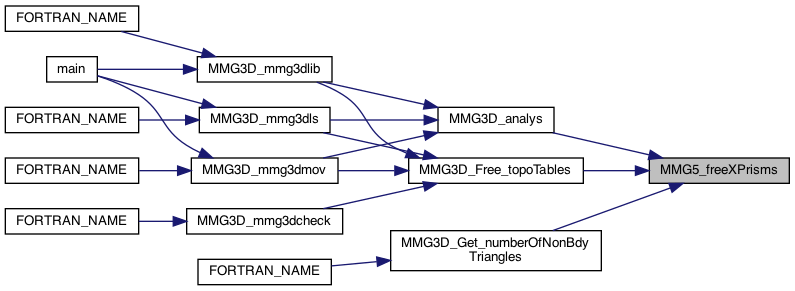 FORTRAN_NAME
MMG3D_mmg3dlib
main
MMG3D_mmg3dls
MMG3D_analys
FORTRAN_NAME
MMG3D_mmg3dmov
MMG3D_Free_topoTables
MMG5_freeXPrisms
FORTRAN_NAME
MMG3D_mmg3dcheck
FORTRAN_NAME
MMG3D_Get_numberOfNonBdy
Triangles
FORTRAN_NAME